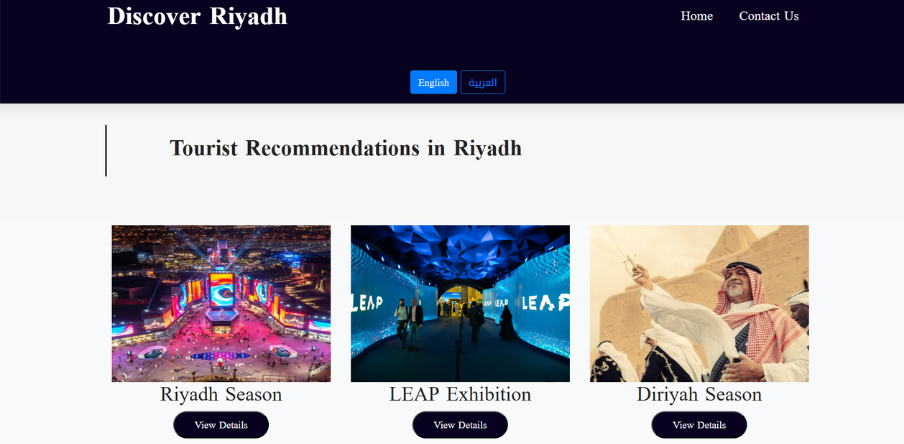 Discover Riyadh
Home Contact Us
English العربية
Tourist Recommendations in Riyadh
LEAP LEAP LEAP LEAP
Riyadh Season LEAP Exhibition Diriyah Season
View Details View Details View Details